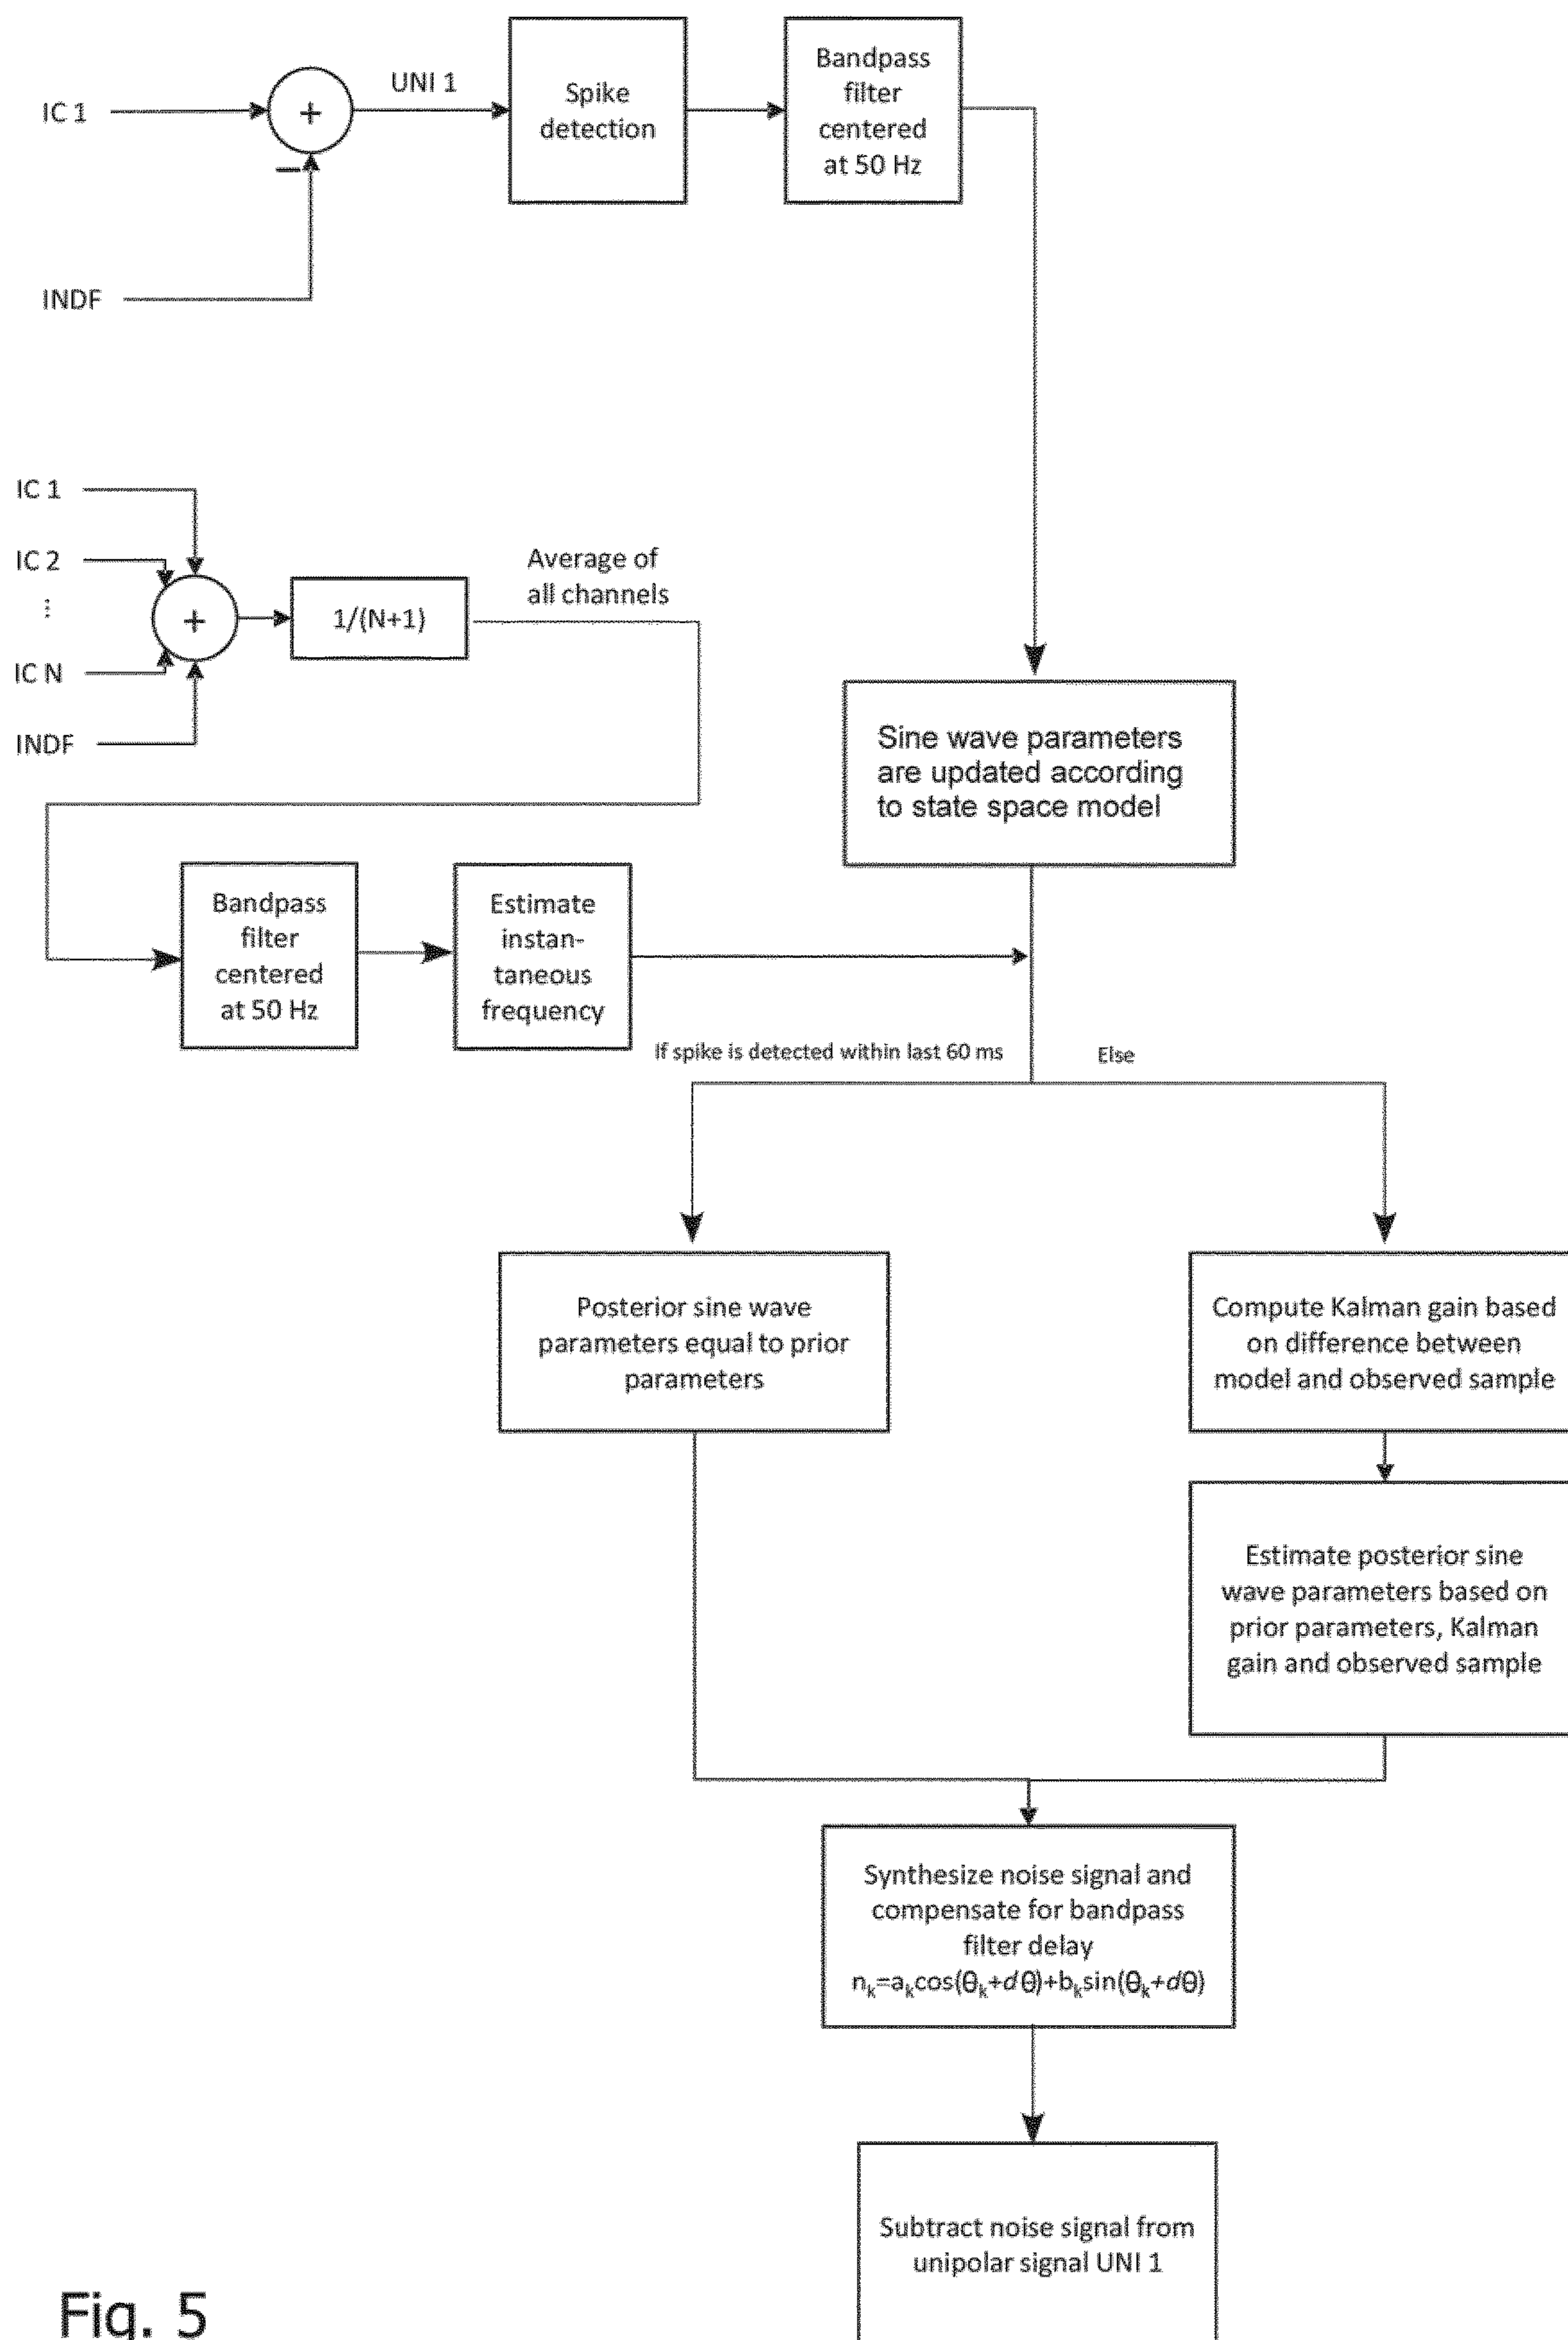 IC 1
+
UNI 1
–
INDF
Spike
detection
Bandpass
filter
centered
at 50 Hz
IC 1
IC 2
...
IC N
INDF
+
1/(N+1)
Average of
all channels
Sine wave parameters
are updated according
to state space model
Bandpass
filter
centered
at 50 Hz
Estimate
instan-
taneous
frequency
If spike is detected within last 60 ms
Else
Posterior sine wave
parameters equal to prior
parameters
Compute Kalman gain based
on difference between
model and observed sample
Estimate posterior sine
wave parameters based on
prior parameters, Kalman
gain and observed sample
Synthesize noise signal and
compensate for bandpass
filter delay
nₖ=aₖcos(θₖ+dθ)+bₖsin(θₖ+dθ)
Subtract noise signal from
unipolar signal UNI 1
Fig. 5